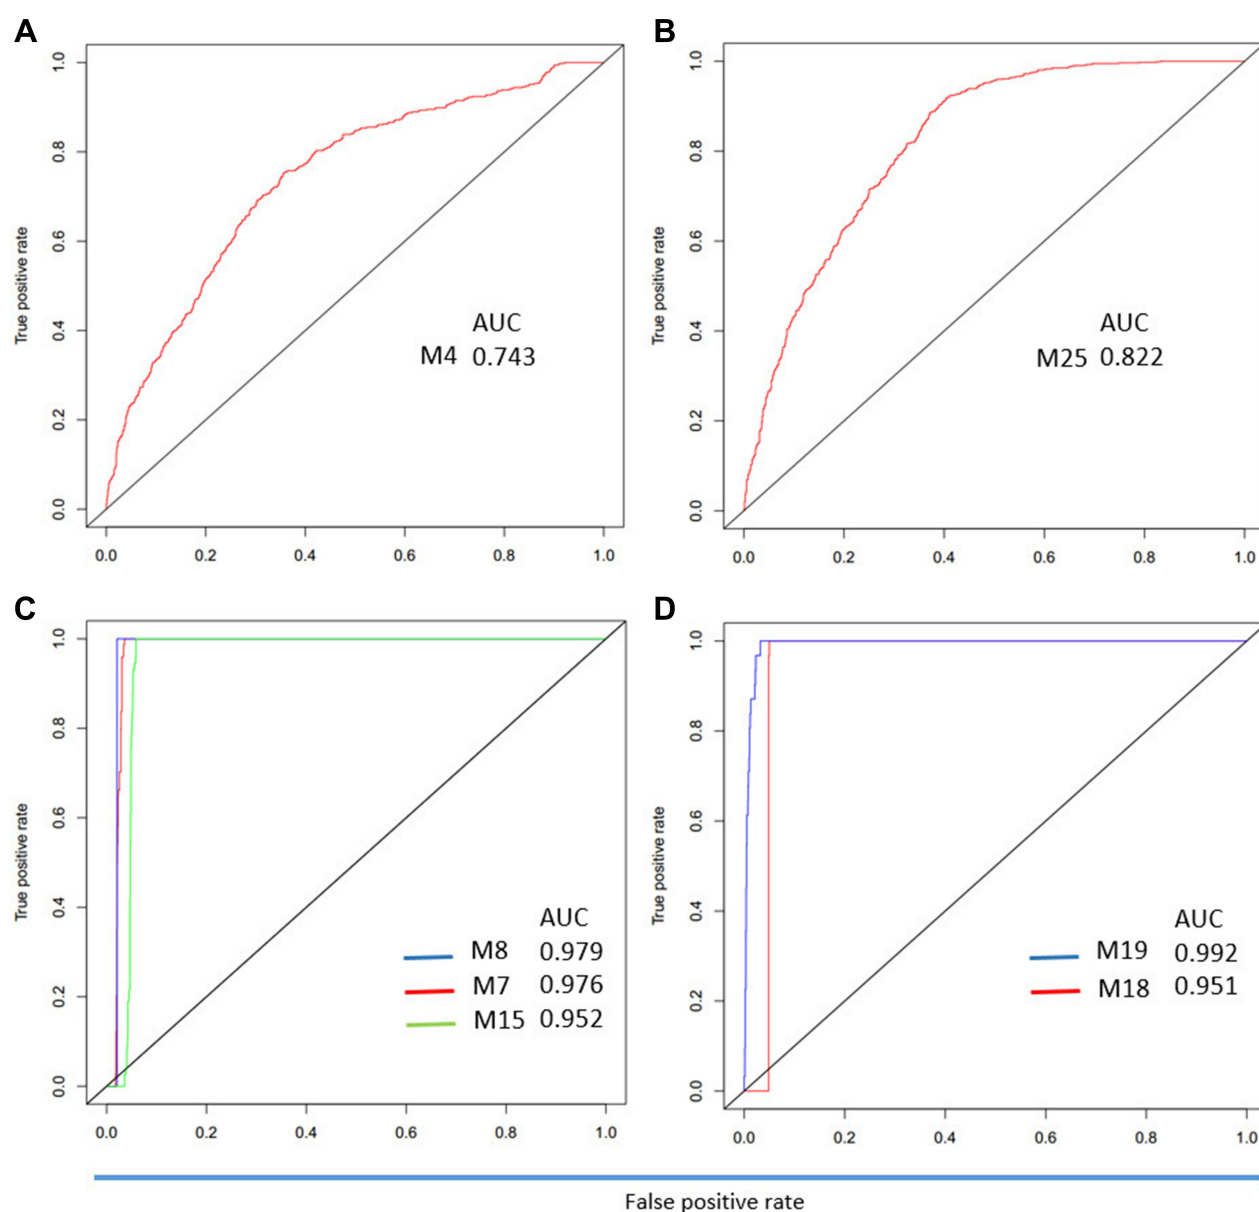 A
True positive rate
1.0
0.8
0.6
0.4
0.2
0.0
AUC
M4 0.743
0.0 0.2 0.4 0.6 0.8 1.0
B
True positive rate
1.0
0.8
0.6
0.4
0.2
0.0
AUC
M25 0.822
0.0 0.2 0.4 0.6 0.8 1.0
C
True positive rate
1.0
0.8
0.6
0.4
0.2
0.0
AUC
M8 0.979
M7 0.976
M15 0.952
0.0 0.2 0.4 0.6 0.8 1.0
D
True positive rate
1.0
0.8
0.6
0.4
0.2
0.0
AUC
M19 0.992
M18 0.951
0.0 0.2 0.4 0.6 0.8 1.0
False positive rate